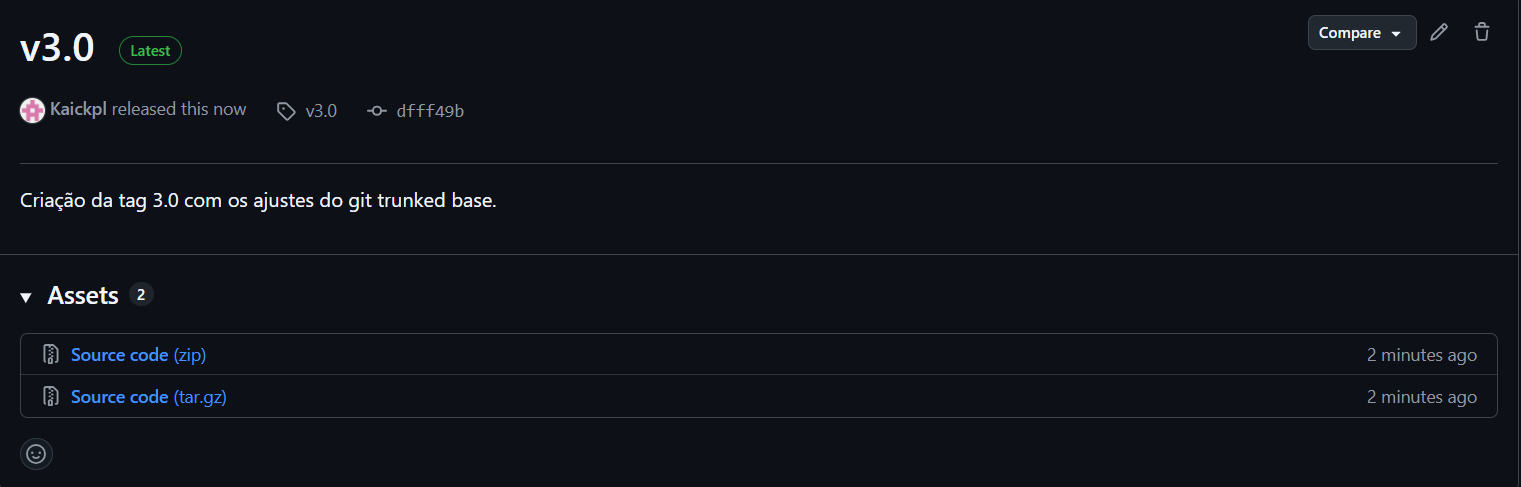 v3.0 Latest Compare
Kaickpl released this now v3.0 dfff49b
Criação da tag 3.0 com os ajustes do git trunked base.
Assets 2
Source code (zip) 2 minutes ago
Source code (tar.gz) 2 minutes ago